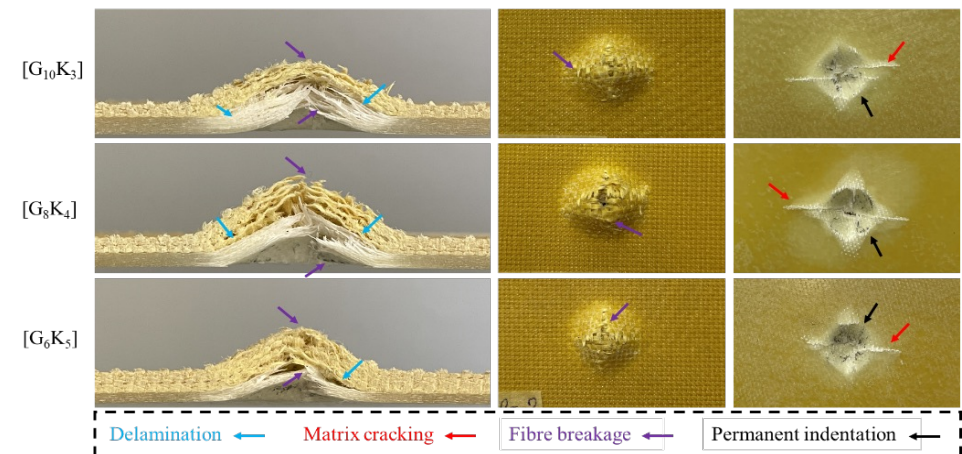 [G₁₀K₃]
[G₈K₄]
[G₆K₅]
Delamination
Matrix cracking
Fibre breakage
Permanent indentation